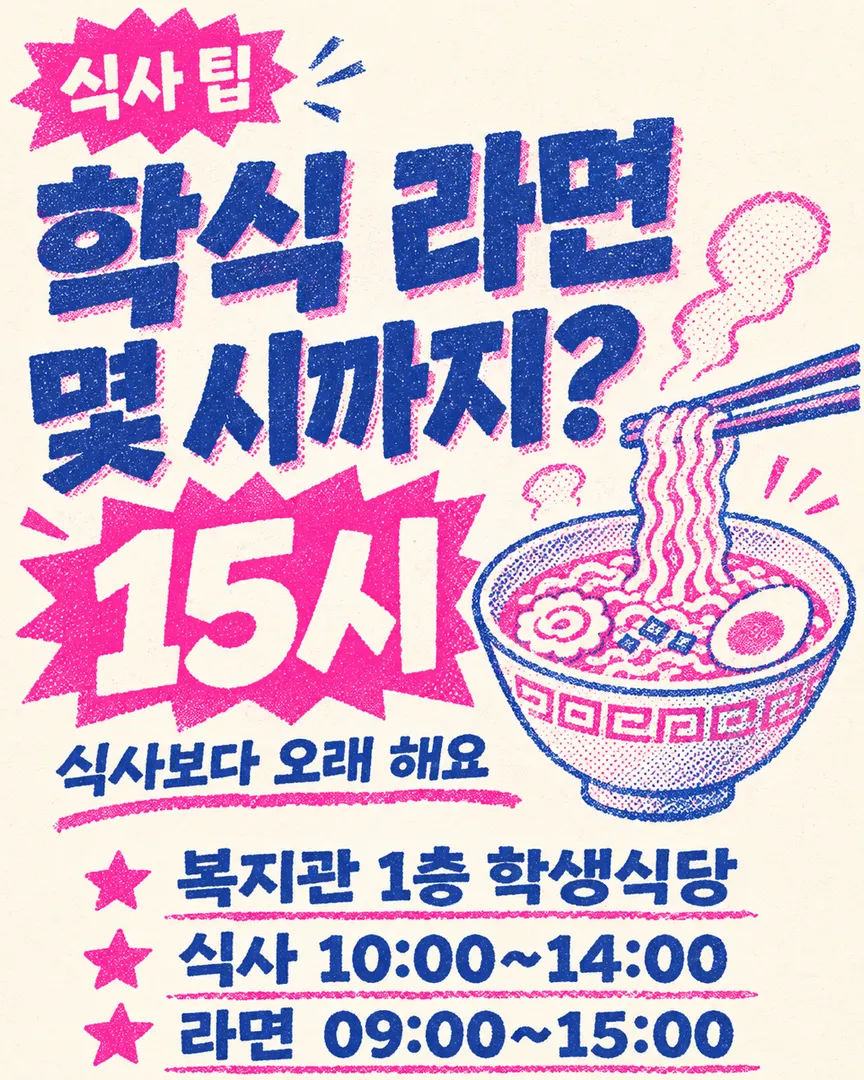 식사 팁
학식 라면
몇 시까지?
15시
식사보다 오래 해요
복지관 1층 학생식당
식사 10:00~14:00
라면 09:00~15:00